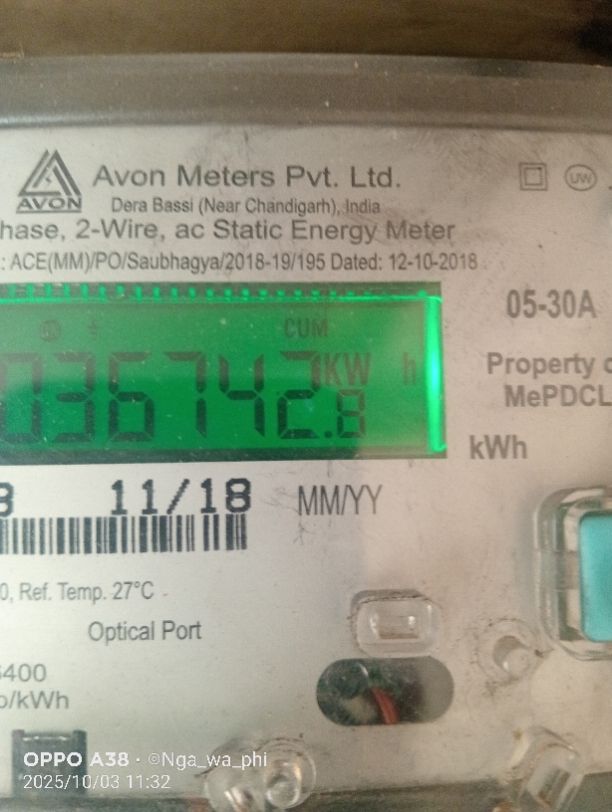 Avon Meters Pvt. Ltd.
AVON
Dera Bassi (Near Chandigarh), India
hase, 2-Wire, ac Static Energy Meter
: ACE(MM)/PO/Saubhagya/2018-19/195 Dated: 12-10-2018
UW
05-30A
CUM
036742.8 KW h
Property o
MePDCL
kWh
11/18 MM/YY
0, Ref. Temp. 27°C
Optical Port
6400
p/kWh
OPPO A38 · ©Nga_wa_phi
2025/10/03 11:32